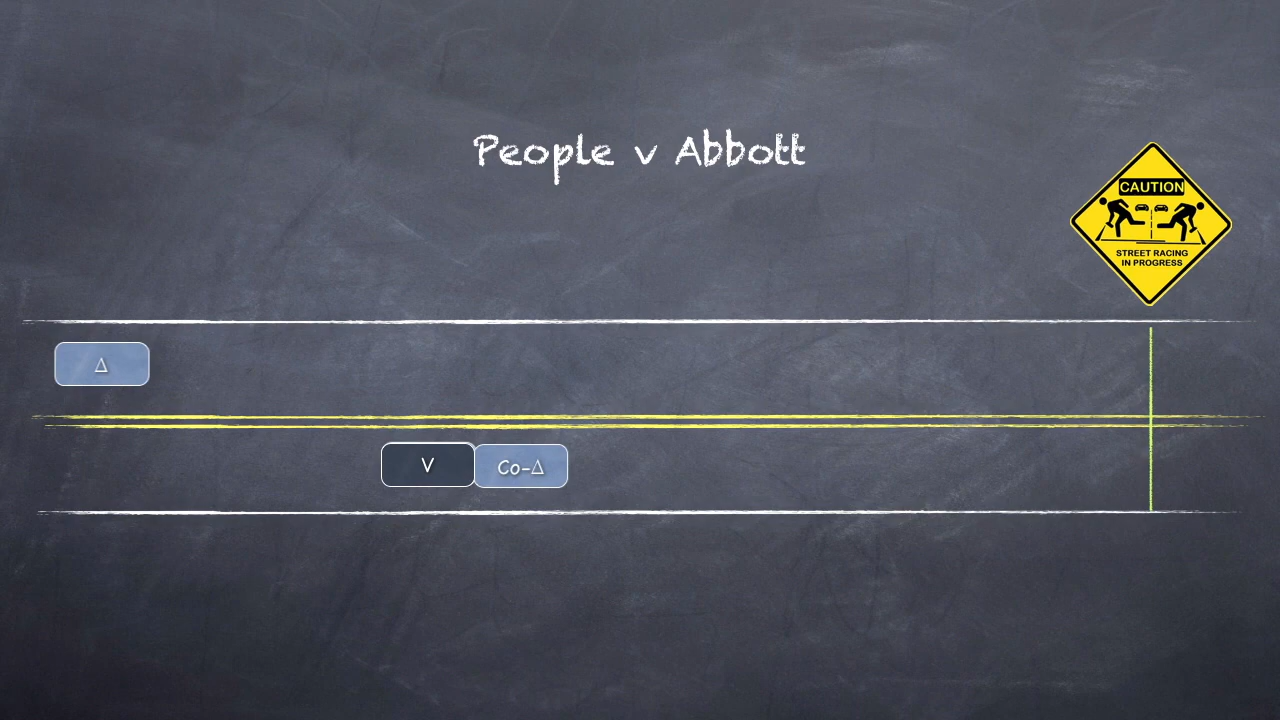 People v Abbott
CAUTION
STREET RACING
IN PROGRESS
Δ
V
Co-Δ